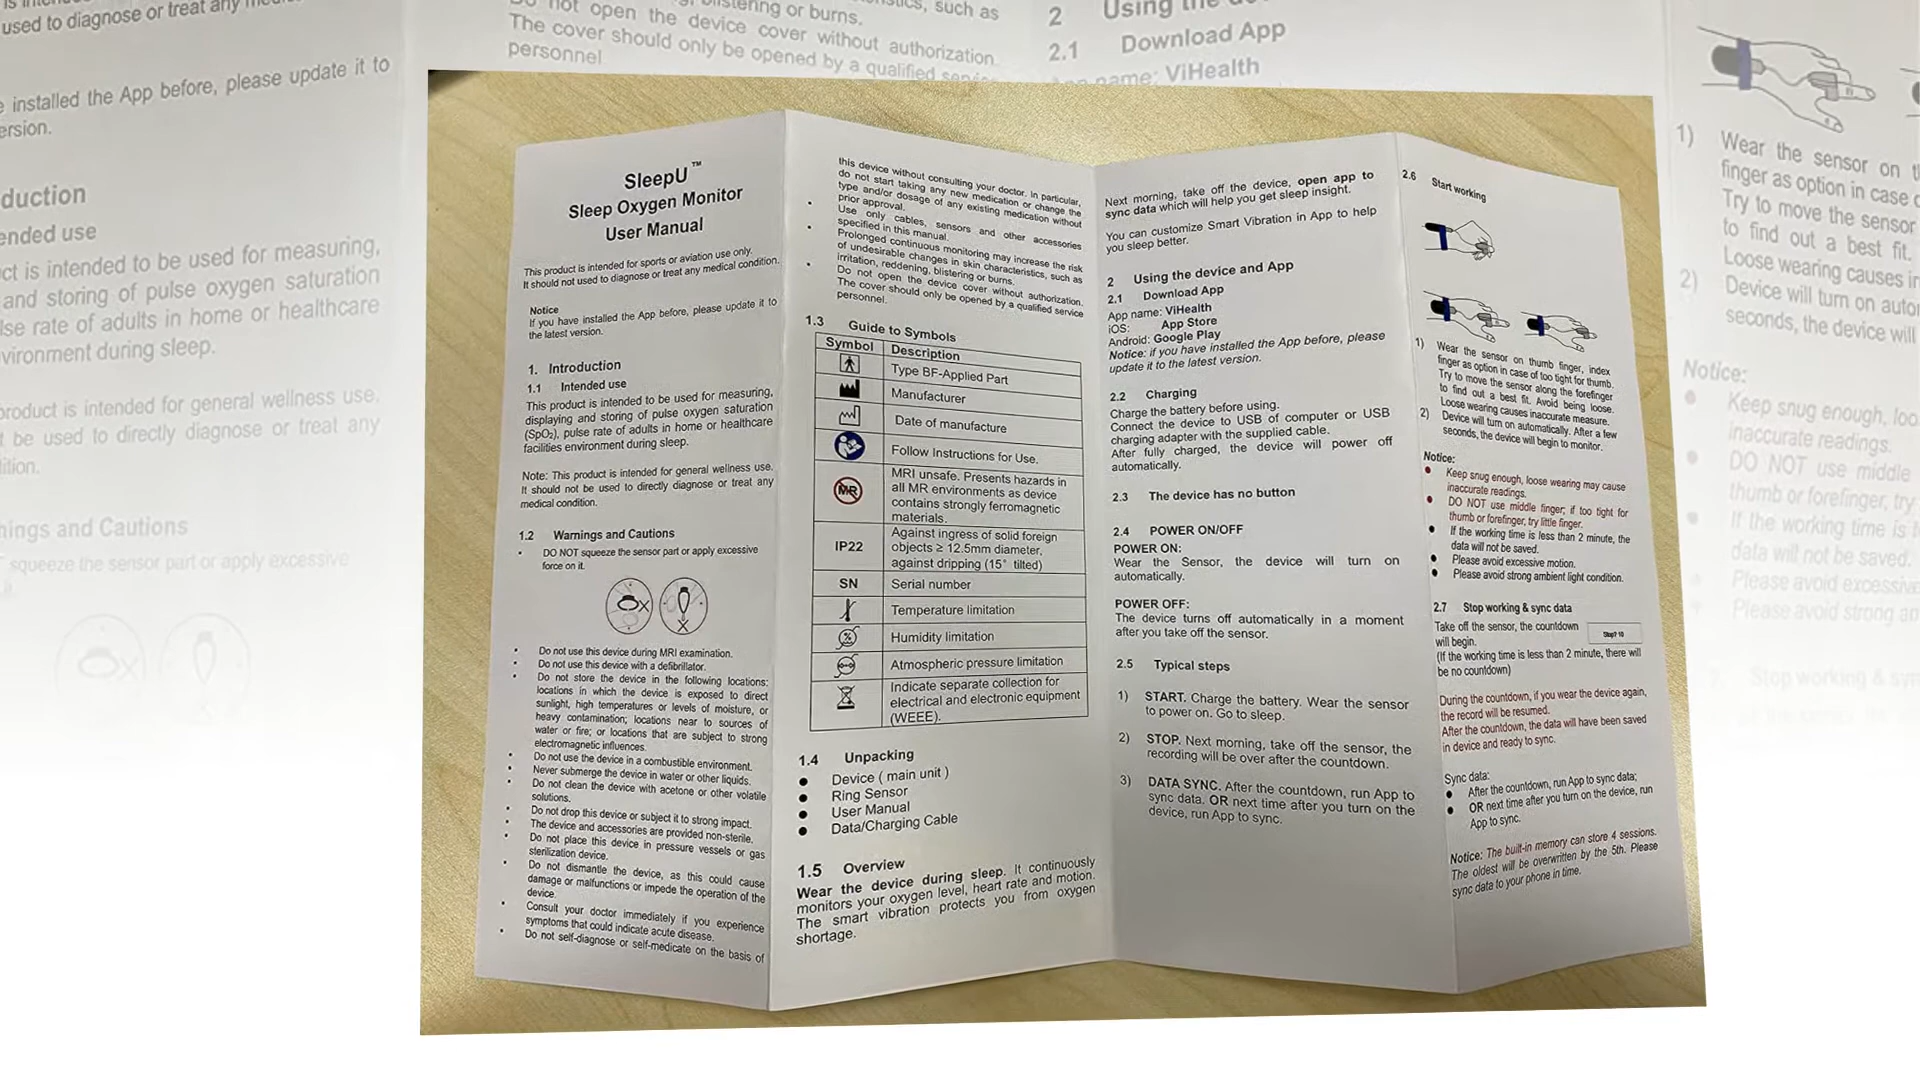 SleepU™
Sleep Oxygen Monitor
User Manual
This product is intended for sports or aviation use only.
It should not used to diagnose or treat any medical condition.
Notice
If you have installed the App before, please update it to
the latest version.
1. Introduction
1.1 Intended use
This product is intended to be used for measuring,
displaying and storing of pulse oxygen saturation
(SpO₂), pulse rate of adults in home or healthcare
facilities environment during sleep.
Note: This product is intended for general wellness use.
It should not be used to directly diagnose or treat any
medical condition.
1.2 Warnings and Cautions
• DO NOT squeeze the sensor part or apply excessive
force on it.
• Do not use this device during MRI examination.
• Do not use this device with a defibrillator.
• Do not store the device in the following locations:
locations in which the device is exposed to direct
sunlight, high temperatures or levels of moisture, or
heavy contamination; locations near to sources of
water or fire; or locations that are subject to strong
electromagnetic influences.
• Do not use the device in a combustible environment.
• Never submerge the device in water or other liquids.
• Do not clean the device with acetone or other volatile
solutions.
• Do not drop this device or subject it to strong impact.
• The device and accessories are provided non-sterile.
• Do not place this device in pressure vessels or gas
sterilization device.
• Do not dismantle the device, as this could cause
damage or malfunctions or impede the operation of the
device.
• Consult your doctor immediately if you experience
symptoms that could indicate acute disease.
• Do not self-diagnose or self-medicate on the basis of
this device without consulting your doctor. In particular,
do not start taking any new medication or change the
type and/or dosage of any existing medication without
prior approval.
• Use only cables, sensors and other accessories
specified in this manual.
• Prolonged continuous monitoring may increase the risk
of undesirable changes in skin characteristics, such as
irritation, reddening, blistering or burns.
• Do not open the device cover without authorization.
The cover should only be opened by a qualified service
personnel.
1.3 Guide to Symbols
Symbol Description
Type BF-Applied Part
Manufacturer
Date of manufacture
Follow Instructions for Use.
MR MRI unsafe. Presents hazards in
all MR environments as device
contains strongly ferromagnetic
materials.
IP22 Against ingress of solid foreign
objects ≥ 12.5mm diameter,
against dripping (15° tilted)
SN Serial number
Temperature limitation
Humidity limitation
Atmospheric pressure limitation
Indicate separate collection for
electrical and electronic equipment
(WEEE).
1.4 Unpacking
● Device ( main unit )
● Ring Sensor
● User Manual
● Data/Charging Cable
1.5 Overview
Wear the device during sleep. It continuously
monitors your oxygen level, heart rate and motion.
The smart vibration protects you from oxygen
shortage.
Next morning, take off the device, open app to
sync data which will help you get sleep insight.
You can customize Smart Vibration in App to help
you sleep better.
2 Using the device and App
2.1 Download App
App name: ViHealth
iOS: App Store
Android: Google Play
Notice: if you have installed the App before, please
update it to the latest version.
2.2 Charging
Charge the battery before using.
Connect the device to USB of computer or USB
charging adapter with the supplied cable.
After fully charged, the device will power off
automatically.
2.3 The device has no button
2.4 POWER ON/OFF
POWER ON:
Wear the Sensor, the device will turn on
automatically.
POWER OFF:
The device turns off automatically in a moment
after you take off the sensor.
2.5 Typical steps
1) START. Charge the battery. Wear the sensor
to power on. Go to sleep.
2) STOP. Next morning, take off the sensor, the
recording will be over after the countdown.
3) DATA SYNC. After the countdown, run App to
sync data. OR next time after you turn on the
device, run App to sync.
2.6 Start working
1) Wear the sensor on thumb finger, index
finger as option in case of too tight for thumb.
Try to move the sensor along the forefinger
to find out a best fit. Avoid being loose.
Loose wearing causes inaccurate measure.
2) Device will turn on automatically. After a few
seconds, the device will begin to monitor.
Notice:
● Keep snug enough, loose wearing may cause
inaccurate readings.
● DO NOT use middle finger; if too tight for
thumb or forefinger, try little finger.
● If the working time is less than 2 minute, the
data will not be saved.
● Please avoid excessive motion.
● Please avoid strong ambient light condition.
2.7 Stop working & sync data
Take off the sensor, the countdown
will begin.
Stop? 10
(If the working time is less than 2 minute, there will
be no countdown)
During the countdown, if you wear the device again,
the record will be resumed.
After the countdown, the data will have been saved
in device and ready to sync.
Sync data:
● After the countdown, run App to sync data;
● OR next time after you turn on the device, run
App to sync.
Notice: The built-in memory can store 4 sessions.
The oldest will be overwritten by the 5th. Please
sync data to your phone in time.